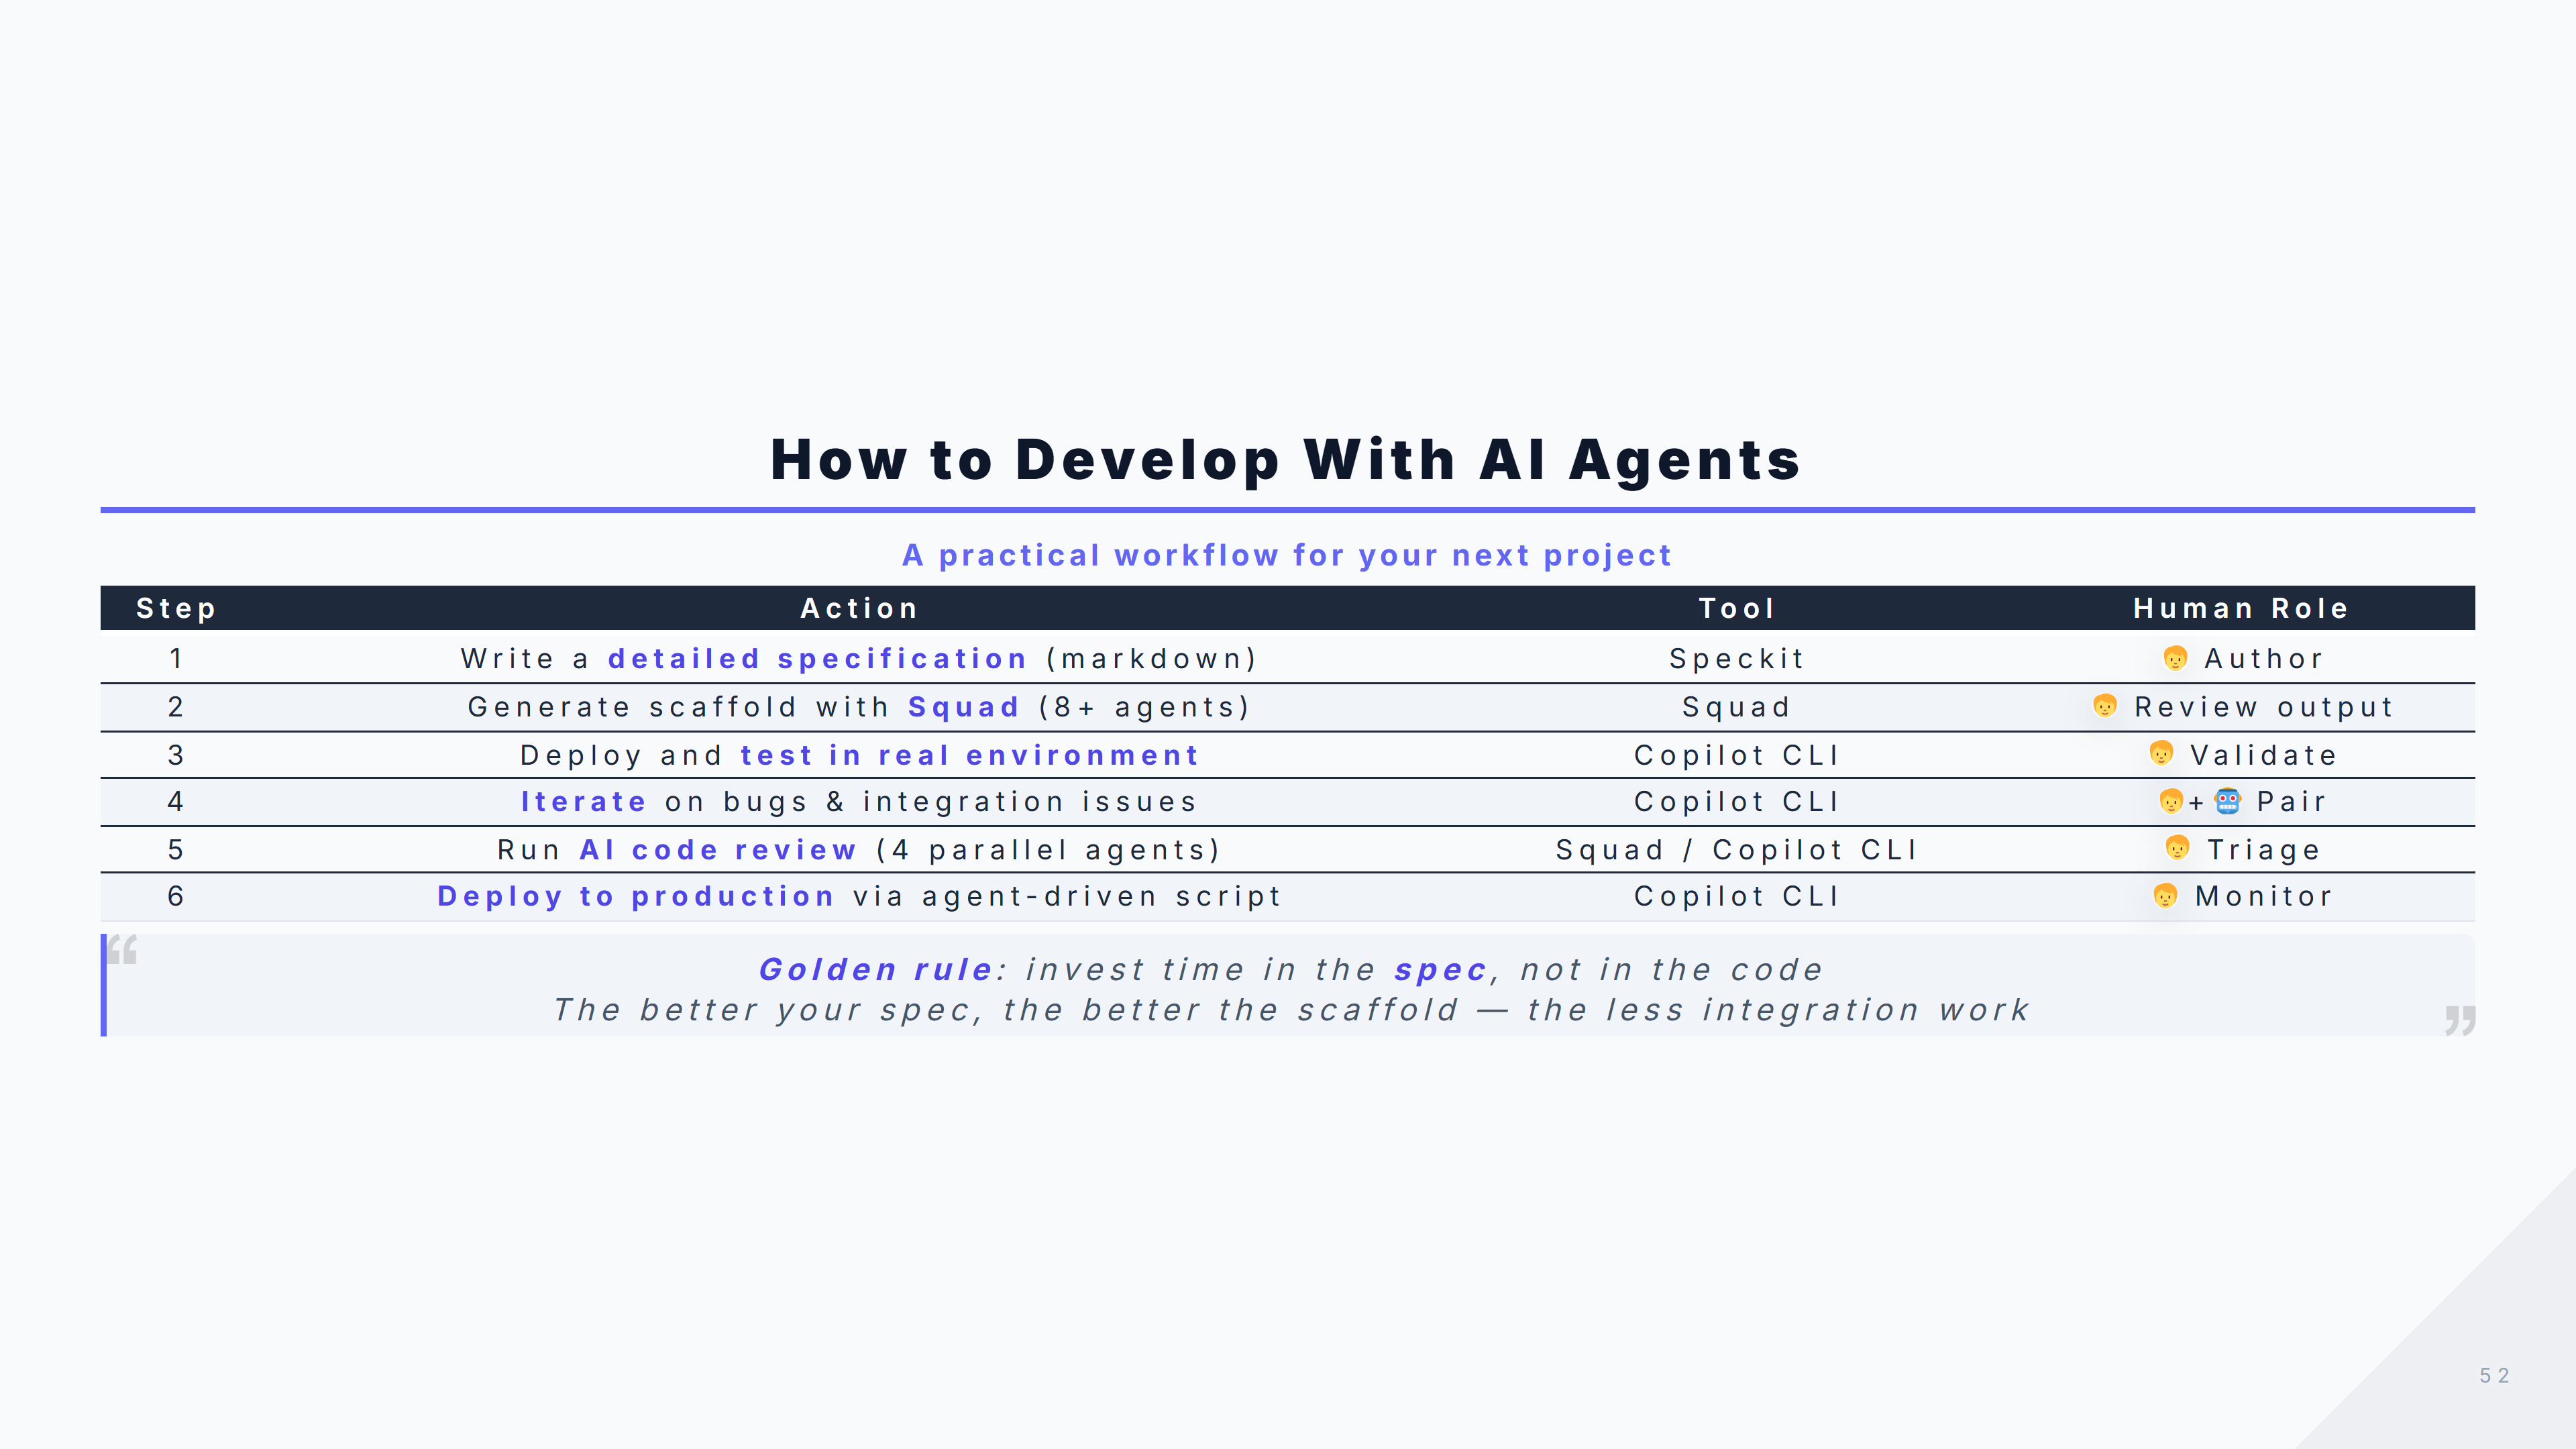 How to Develop With AI Agents
A practical workflow for your next project
Step Action Tool Human Role
1 Write a detailed specification (markdown) Speckit 🧑 Author
2 Generate scaffold with Squad (8+ agents) Squad 🧑 Review output
3 Deploy and test in real environment Copilot CLI 🧑 Validate
4 Iterate on bugs & integration issues Copilot CLI 🧑+🤖 Pair
5 Run AI code review (4 parallel agents) Squad / Copilot CLI 🧑 Triage
6 Deploy to production via agent-driven script Copilot CLI 🧑 Monitor
“
Golden rule: invest time in the spec, not in the code
The better your spec, the better the scaffold — the less integration work
”
52